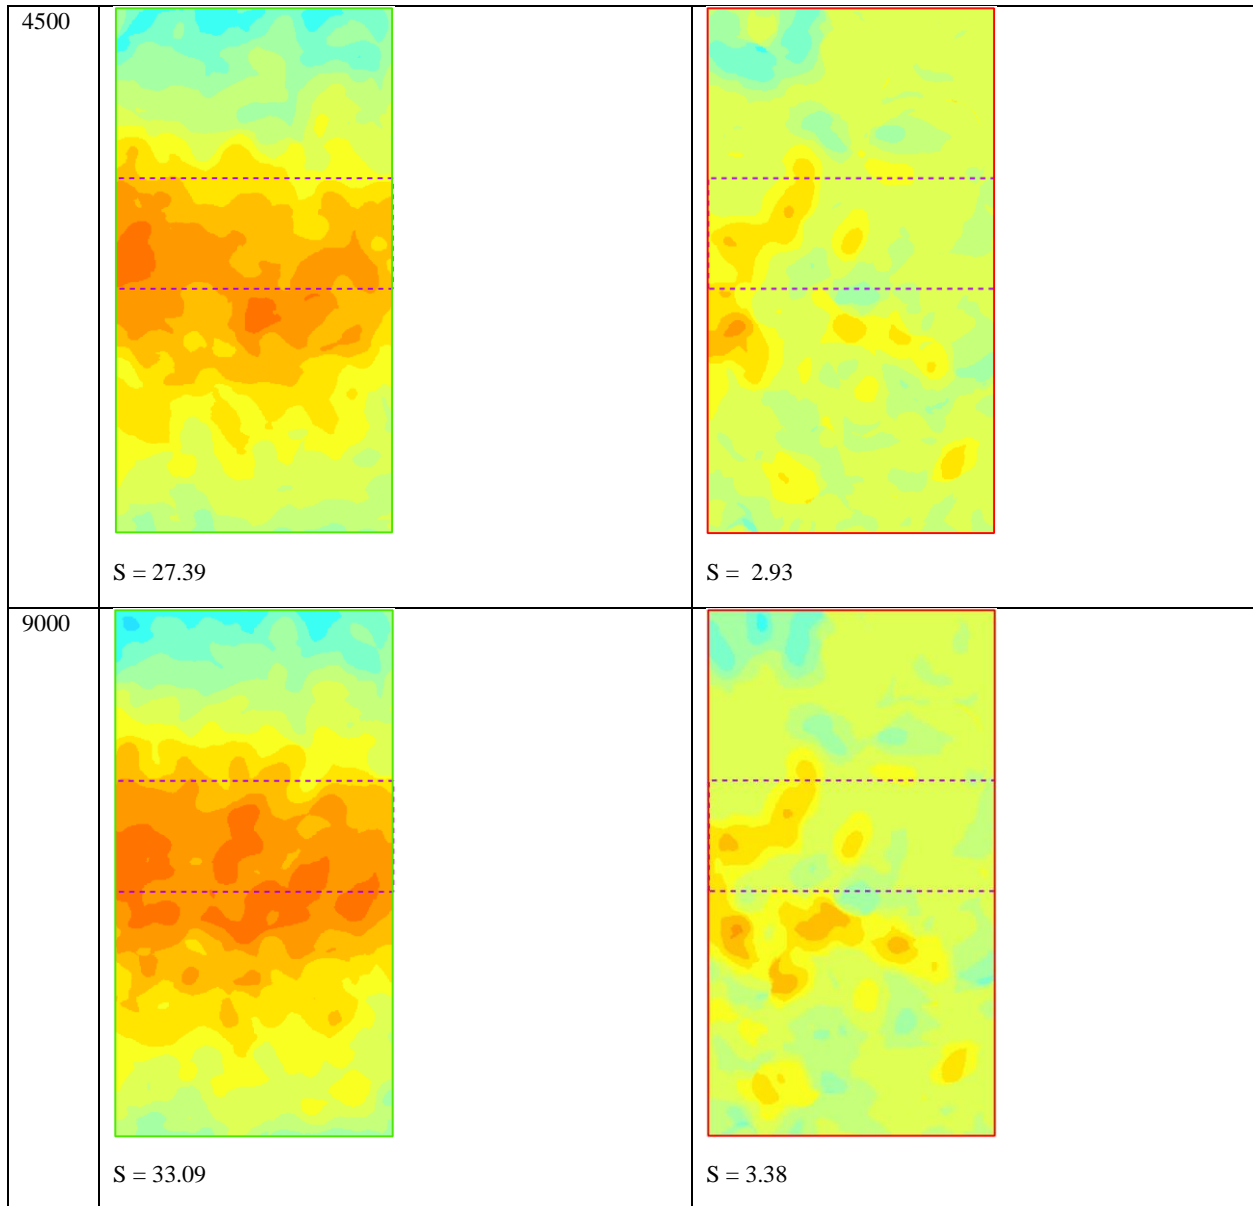 4500
S = 27.39
S = 2.93
9000
S = 33.09
S = 3.38